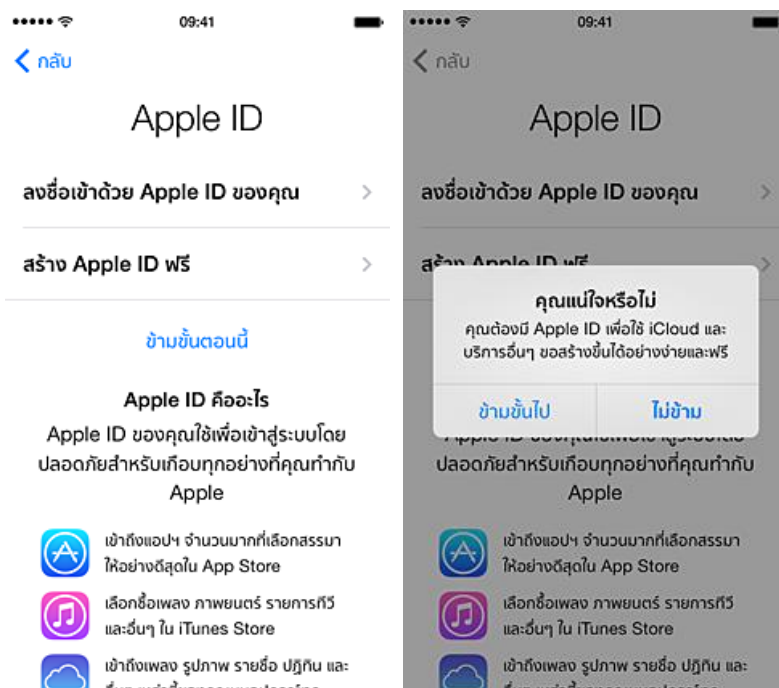 09:41
กลับ
Apple ID
ลงชื่อเข้าด้วย Apple ID ของคุณ
สร้าง Apple ID ฟรี
ข้ามขั้นตอนนี้
Apple ID คืออะไร
Apple ID ของคุณใช้เพื่อเข้าสู่ระบบโดย
ปลอดภัยสำหรับเกือบทุกอย่างที่คุณทำกับ
Apple
เข้าถึงแอปฯ จำนวนมากที่เลือกสรรมา
ให้อย่างดีสุดใน App Store
เลือกซื้อเพลง ภาพยนตร์ รายการทีวี
และอื่นๆ ใน iTunes Store
เข้าถึงเพลง รูปภาพ รายชื่อ ปฏิทิน และ
09:41
กลับ
Apple ID
ลงชื่อเข้าด้วย Apple ID ของคุณ
สร้าง Apple ID ฟรี
คุณแน่ใจหรือไม่
คุณต้องมี Apple ID เพื่อใช้ iCloud และ
บริการอื่นๆ ขอสร้างขึ้นได้อย่างง่ายและฟรี
ข้ามขั้นไป
ไม่ข้าม
ปลอดภัยสำหรับเกือบทุกอย่างที่คุณทำกับ
Apple
เข้าถึงแอปฯ จำนวนมากที่เลือกสรรมา
ให้อย่างดีสุดใน App Store
เลือกซื้อเพลง ภาพยนตร์ รายการทีวี
และอื่นๆ ใน iTunes Store
เข้าถึงเพลง รูปภาพ รายชื่อ ปฏิทิน และ